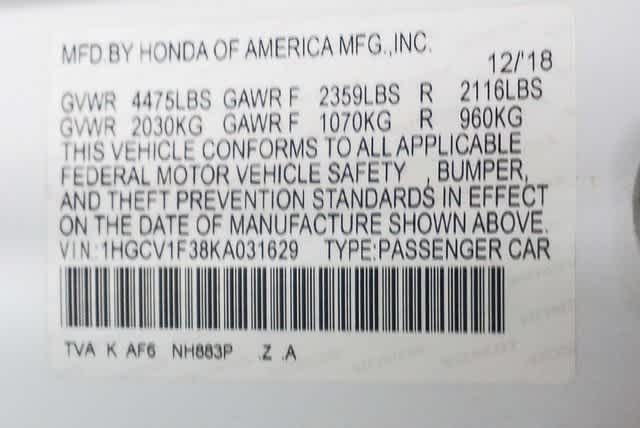 MFD.BY HONDA OF AMERICA MFG.,INC.
12/'18
GVWR 4475LBS GAWR F 2359LBS R 2116LBS
GVWR 2030KG GAWR F 1070KG R 960KG
THIS VEHICLE CONFORMS TO ALL APPLICABLE
FEDERAL MOTOR VEHICLE SAFETY , BUMPER,
AND THEFT PREVENTION STANDARDS IN EFFECT
ON THE DATE OF MANUFACTURE SHOWN ABOVE.
VIN:1HGCV1F38KA031629 TYPE:PASSENGER CAR
TVA K AF6 NH883P .Z .A